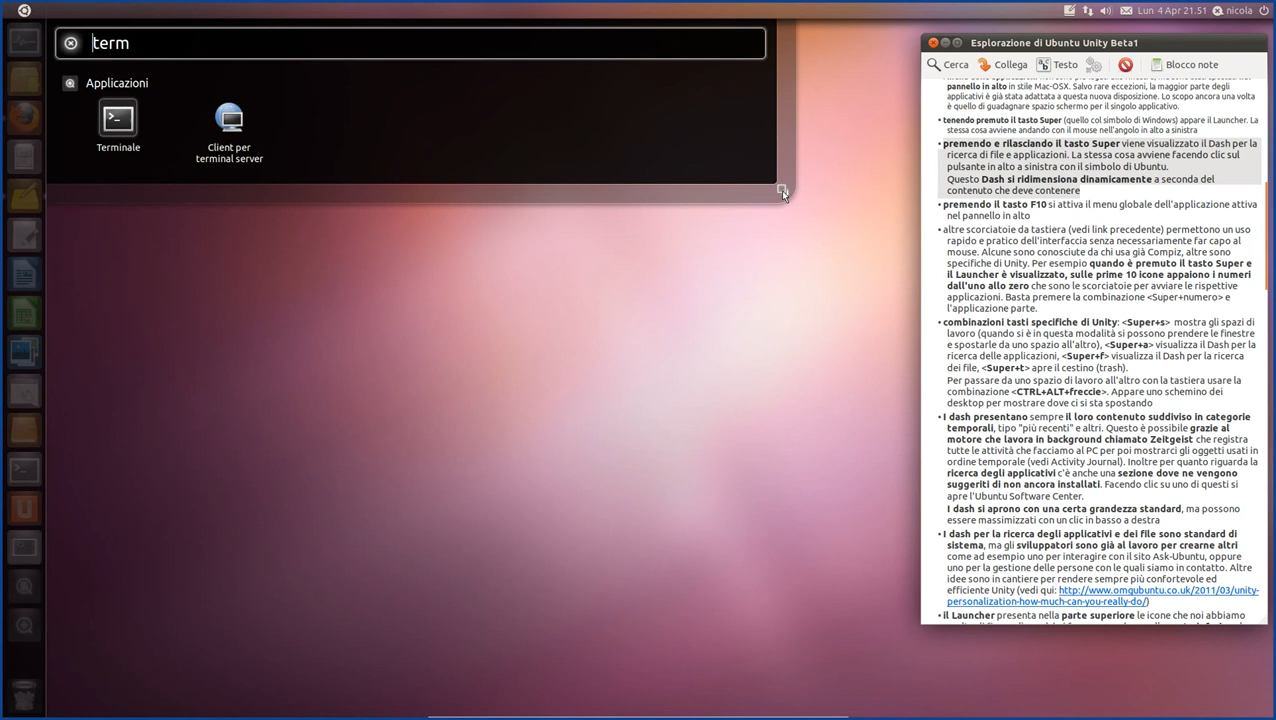 Lun 4 Apr 21.51
nicola
term
Applicazioni
Terminale
Client per
terminal server
Esplorazione di Ubuntu Unity Beta1
Cerca
Collega
Testo
Blocco note
pannello in alto in stile Mac-OSX. Salvo rare eccezioni, la maggior parte degli
applicativi è già stata adattata a questa nuova disposizione. Lo scopo ancora una volta
è quello di guadagnare spazio schermo per il singolo applicativo.
• tenendo premuto il tasto Super (quello col simbolo di Windows) appare il Launcher. La
stessa cosa avviene andando con il mouse nell'angolo in alto a sinistra
• premendo e rilasciando il tasto Super viene visualizzato il Dash per la
ricerca di file e applicazioni. La stessa cosa avviene facendo clic sul
pulsante in alto a sinistra con il simbolo di Ubuntu.
Questo Dash si ridimensiona dinamicamente a seconda del
contenuto che deve contenere
• premendo il tasto F10 si attiva il menu globale dell'applicazione attiva
nel pannello in alto
• altre scorciatoie da tastiera (vedi link precedente) permettono un uso
rapido e pratico dell'interfaccia senza necessariamente far capo al
mouse. Alcune sono conosciute da chi usa già Compiz, altre sono
specifiche di Unity. Per esempio quando è premuto il tasto Super e
il Launcher è visualizzato, sulle prime 10 icone appaiono i numeri
dall'uno allo zero che sono le scorciatoie per avviare le rispettive
applicazioni. Basta premere la combinazione <Super+numero> e
l'applicazione parte.
• combinazioni tasti specifiche di Unity: <Super+s> mostra gli spazi di
lavoro (quando si è in questa modalità si possono prendere le finestre
e spostarle da uno spazio all'altro), <Super+a> visualizza il Dash per la
ricerca delle applicazioni, <Super+f> visualizza il Dash per la ricerca
dei file, <Super+t> apre il cestino (trash).
Per passare da uno spazio di lavoro all'altro con la tastiera usare la
combinazione <CTRL+ALT+freccie>. Appare uno schemino dei
desktop per mostrare dove ci si sta spostando
• I dash presentano sempre il loro contenuto suddiviso in categorie
temporali, tipo "più recenti" e altri. Questo è possibile grazie al
motore che lavora in background chiamato Zeitgeist che registra
tutte le attività che facciamo al PC per poi mostrarci gli oggetti usati in
ordine temporale (vedi Activity Journal). Inoltre per quanto riguarda la
ricerca degli applicativi c'è anche una sezione dove ne vengono
suggeriti di non ancora installati. Facendo clic su uno di questi si
apre l'Ubuntu Software Center.
I dash si aprono con una certa grandezza standard, ma possono
essere massimizzati con un clic in basso a destra
• I dash per la ricerca degli applicativi e dei file sono standard di
sistema, ma gli sviluppatori sono già al lavoro per crearne altri
come ad esempio uno per interagire con il sito Ask-Ubuntu, oppure
uno per la gestione delle persone con le quali siamo in contatto. Altre
idee sono in cantiere per rendere sempre più confortevole ed
efficiente Unity (vedi qui: http://www.omgubuntu.co.uk/2011/03/unity-
personalization-how-much-can-you-really-do/)
• il Launcher presenta nella parte superiore le icone che noi abbiamo